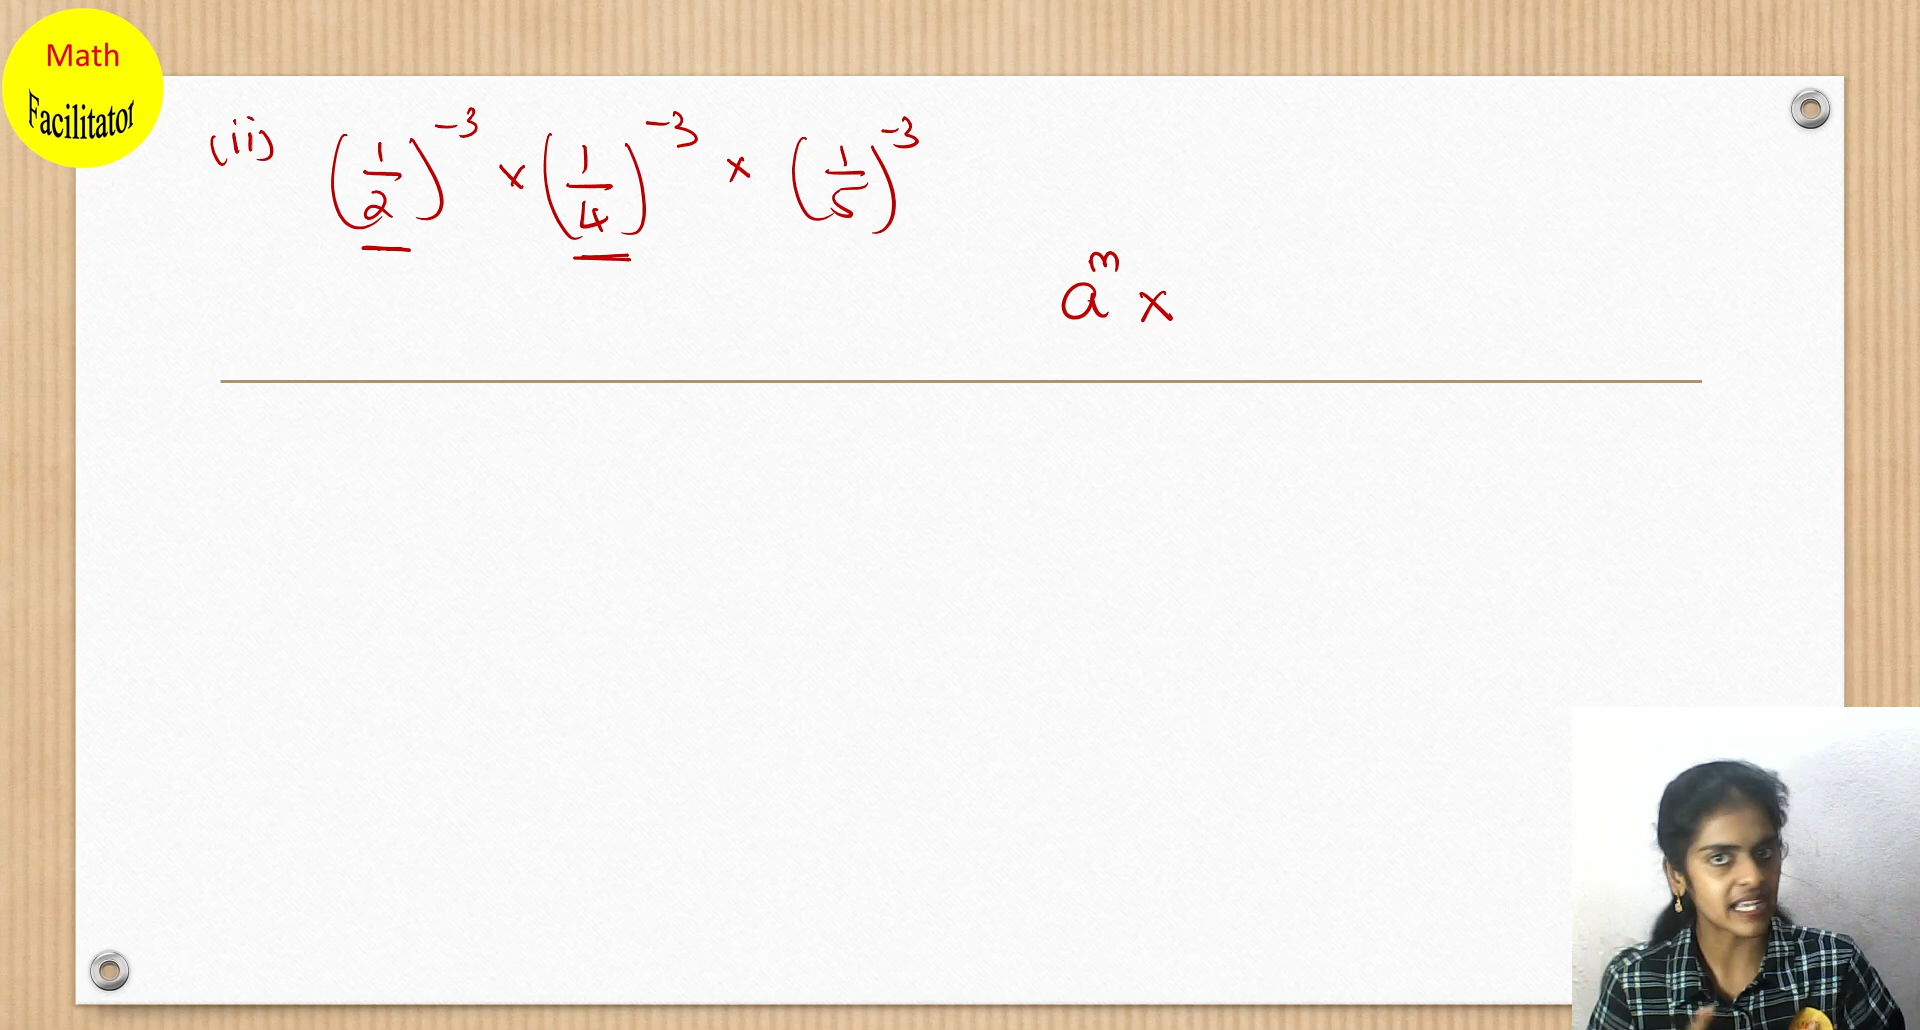 Math
Facilitator
(ii) (1/2)^-3 × (1/4)^-3 × (1/5)^-3
a^m ×